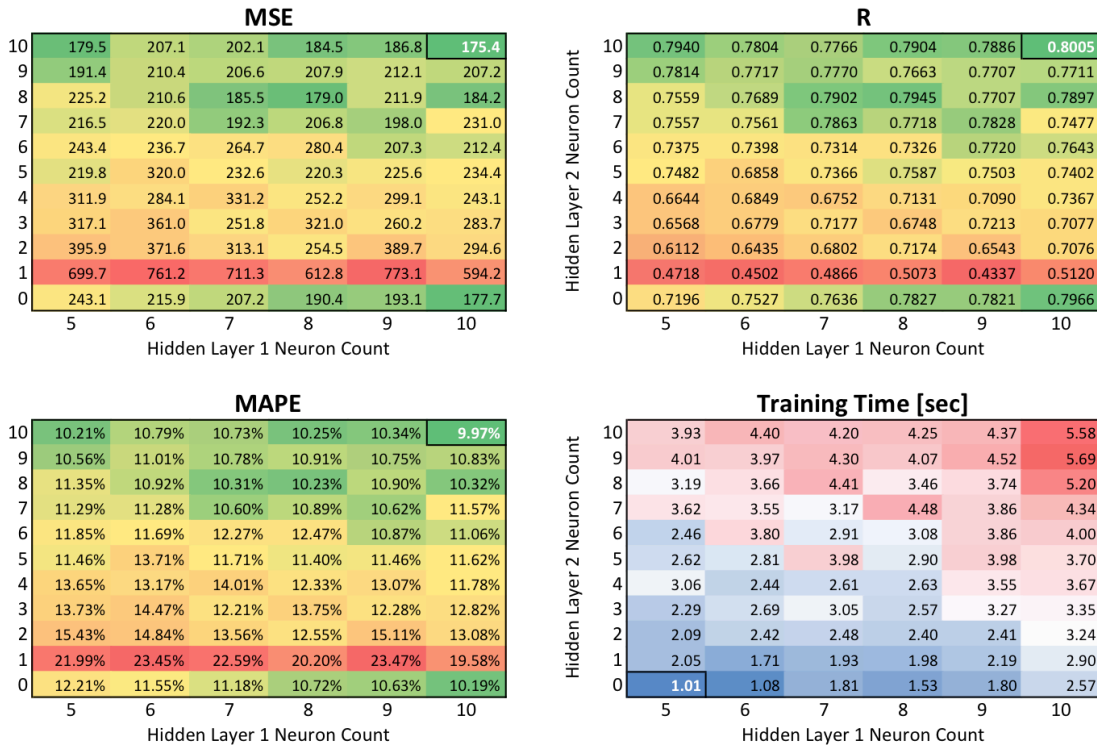 MSE
10 179.5 207.1 202.1 184.5 186.8 175.4
9 191.4 210.4 206.6 207.9 212.1 207.2
8 225.2 210.6 185.5 179.0 211.9 184.2
7 216.5 220.0 192.3 206.8 198.0 231.0
6 243.4 236.7 264.7 280.4 207.3 212.4
5 219.8 320.0 232.6 220.3 225.6 234.4
4 311.9 284.1 331.2 252.2 299.1 243.1
3 317.1 361.0 251.8 321.0 260.2 283.7
2 395.9 371.6 313.1 254.5 389.7 294.6
1 699.7 761.2 711.3 612.8 773.1 594.2
0 243.1 215.9 207.2 190.4 193.1 177.7
5 6 7 8 9 10
Hidden Layer 1 Neuron Count
Hidden Layer 2 Neuron Count
R
10 0.7940 0.7804 0.7766 0.7904 0.7886 0.8005
9 0.7814 0.7717 0.7770 0.7663 0.7707 0.7711
8 0.7559 0.7689 0.7902 0.7945 0.7707 0.7897
7 0.7557 0.7561 0.7863 0.7718 0.7828 0.7477
6 0.7375 0.7398 0.7314 0.7326 0.7720 0.7643
5 0.7482 0.6858 0.7366 0.7587 0.7503 0.7402
4 0.6644 0.6849 0.6752 0.7131 0.7090 0.7367
3 0.6568 0.6779 0.7177 0.6748 0.7213 0.7077
2 0.6112 0.6435 0.6802 0.7174 0.6543 0.7076
1 0.4718 0.4502 0.4866 0.5073 0.4337 0.5120
0 0.7196 0.7527 0.7636 0.7827 0.7821 0.7966
5 6 7 8 9 10
Hidden Layer 1 Neuron Count
Hidden Layer 2 Neuron Count
MAPE
10 10.21% 10.79% 10.73% 10.25% 10.34% 9.97%
9 10.56% 11.01% 10.78% 10.91% 10.75% 10.83%
8 11.35% 10.92% 10.31% 10.23% 10.90% 10.32%
7 11.29% 11.28% 10.60% 10.89% 10.62% 11.57%
6 11.85% 11.69% 12.27% 12.47% 10.87% 11.06%
5 11.46% 13.71% 11.71% 11.40% 11.46% 11.62%
4 13.65% 13.17% 14.01% 12.33% 13.07% 11.78%
3 13.73% 14.47% 12.21% 13.75% 12.28% 12.82%
2 15.43% 14.84% 13.56% 12.55% 15.11% 13.08%
1 21.99% 23.45% 22.59% 20.20% 23.47% 19.58%
0 12.21% 11.55% 11.18% 10.72% 10.63% 10.19%
5 6 7 8 9 10
Hidden Layer 1 Neuron Count
Hidden Layer 2 Neuron Count
Training Time [sec]
10 3.93 4.40 4.20 4.25 4.37 5.58
9 4.01 3.97 4.30 4.07 4.52 5.69
8 3.19 3.66 4.41 3.46 3.74 5.20
7 3.62 3.55 3.17 4.48 3.86 4.34
6 2.46 3.80 2.91 3.08 3.86 4.00
5 2.62 2.81 3.98 2.90 3.98 3.70
4 3.06 2.44 2.61 2.63 3.55 3.67
3 2.29 2.69 3.05 2.57 3.27 3.35
2 2.09 2.42 2.48 2.40 2.41 3.24
1 2.05 1.71 1.93 1.98 2.19 2.90
0 1.01 1.08 1.81 1.53 1.80 2.57
5 6 7 8 9 10
Hidden Layer 1 Neuron Count
Hidden Layer 2 Neuron Count